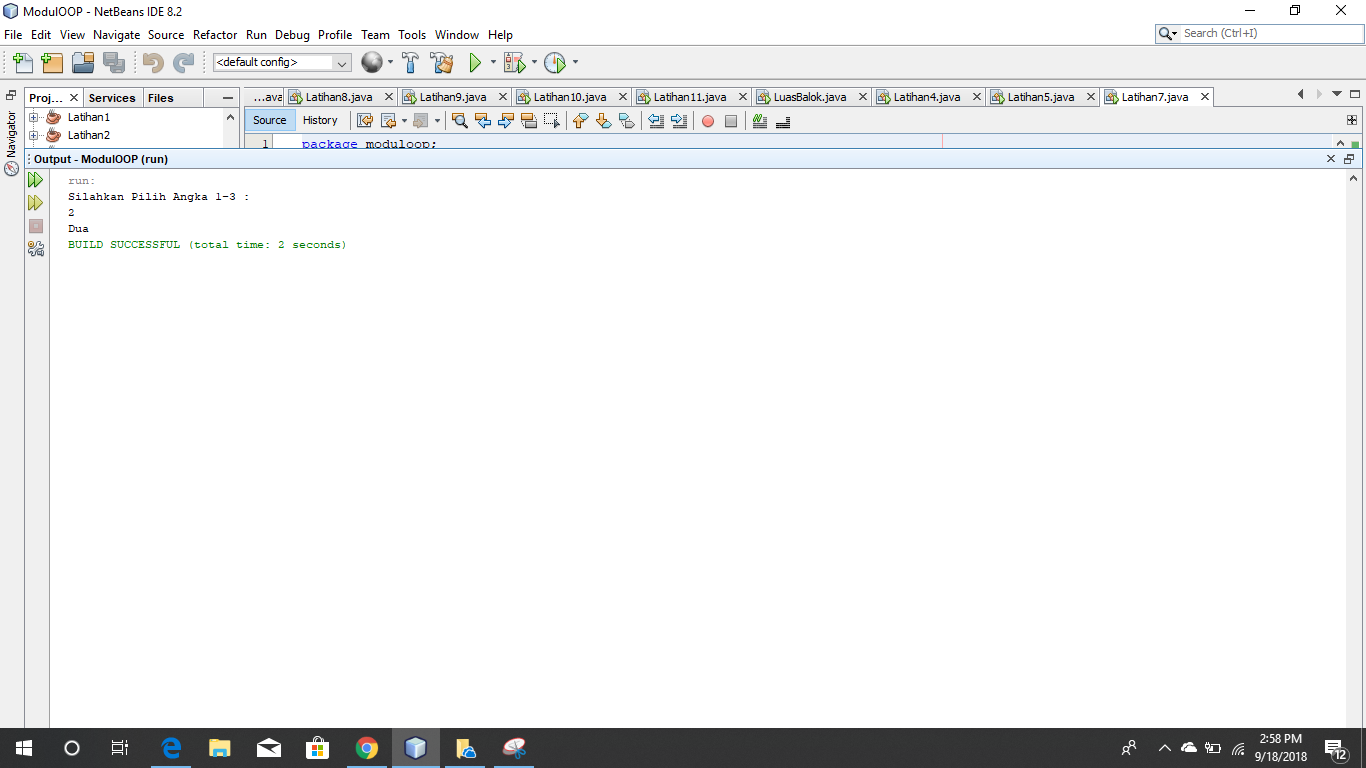 ModulOOP - NetBeans IDE 8.2
File Edit View Navigate Source Refactor Run Debug Profile Team Tools Window Help
Search (Ctrl+I)
<default config>
Proj... Services Files
...ava Latihan8.java Latihan9.java Latihan10.java Latihan11.java LuasBalok.java Latihan4.java Latihan5.java Latihan7.java
Navigator
Latihan1
Latihan2
Source History
1 package moduloop;
Output - ModulOOP (run)
run:
Silahkan Pilih Angka 1-3 :
2
Dua
BUILD SUCCESSFUL (total time: 2 seconds)
2:58 PM
9/18/2018
12